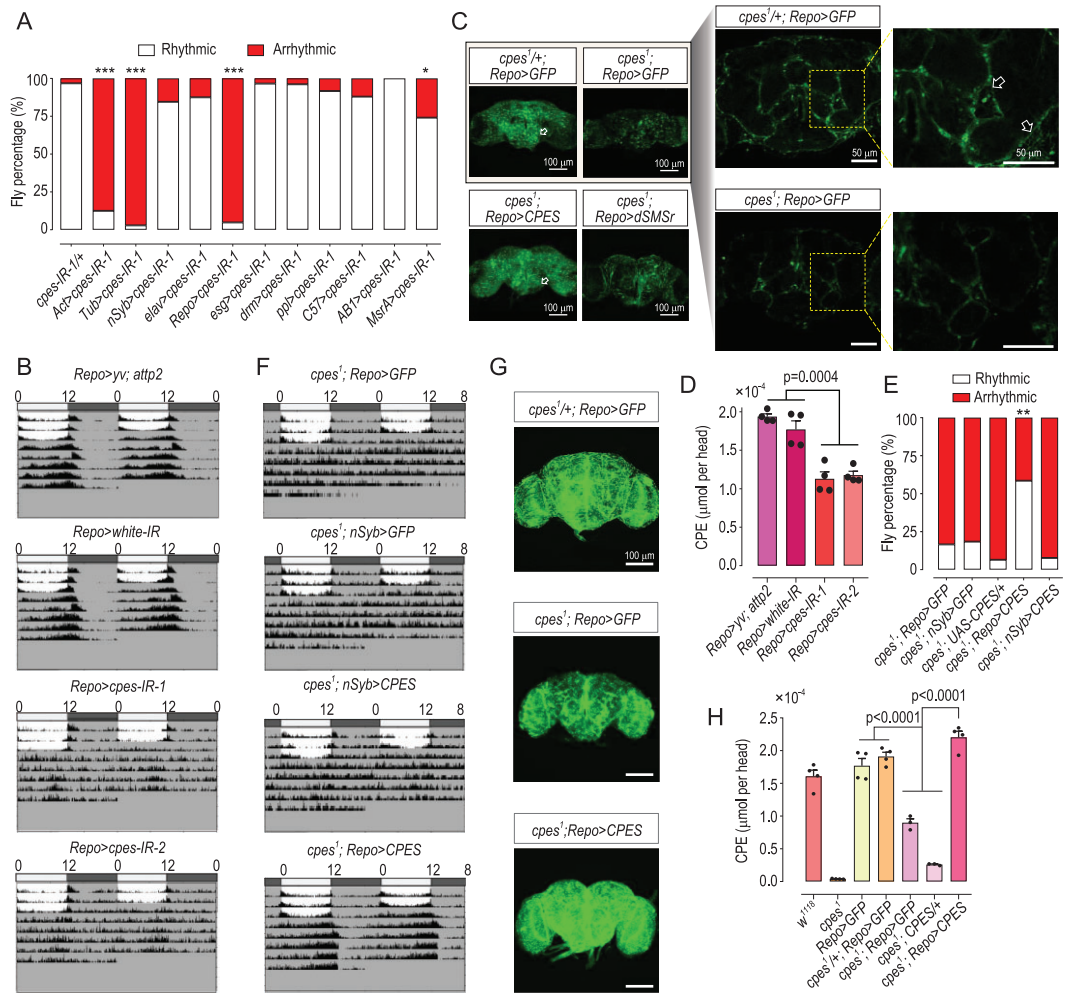 A
Rhythmic
Arrhythmic
***
***
***
*
Fly percentage (%)
100
75
50
25
0
cpes-IR-1/+
Act>cpes-IR-1
Tub>cpes-IR-1
nSyb>cpes-IR-1
elav>cpes-IR-1
Repo>cpes-IR-1
esg>cpes-IR-1
drm>cpes-IR-1
ppl>cpes-IR-1
C57>cpes-IR-1
AB1>cpes-IR-1
MsrA>cpes-IR-1
C
cpes¹/+;
Repo>GFP
cpes¹;
Repo>GFP
100 μm
100 μm
cpes¹;
Repo>CPES
cpes¹;
Repo>dSMSr
100 μm
100 μm
cpes¹/+; Repo>GFP
50 μm
50 μm
cpes¹; Repo>GFP
B
Repo>yv; attp2
0 12 0 12 0
Repo>white-IR
0 12 0 12 0
Repo>cpes-IR-1
0 12 0 12 0
Repo>cpes-IR-2
0 12 0 12 0
F
cpes¹; Repo>GFP
0 12 0 12 8
cpes¹; nSyb>GFP
0 12 0 12 8
cpes¹; nSyb>CPES
0 12 0 12 8
cpes¹; Repo>CPES
0 12 0 12 8
G
cpes¹/+; Repo>GFP
100 μm
cpes¹; Repo>GFP
cpes¹;Repo>CPES
D
×10⁻⁴
p=0.0004
CPE (μmol per head)
2.0
1.5
1.0
0.5
0.0
Repo>yv; attp2
Repo>white-IR
Repo>cpes-IR-1
Repo>cpes-IR-2
E
Rhythmic
Arrhythmic
**
Fly percentage (%)
100
75
50
25
0
cpes¹; Repo>GFP
cpes¹; nSyb>GFP
cpes¹; UAS-CPES/+
cpes¹; Repo>CPES
cpes¹; nSyb>CPES
H
×10⁻⁴
p<0.0001
p<0.0001
CPE (μmol per head)
2.5
2.0
1.5
1.0
0.5
0.0
w¹¹¹⁸
cpes¹
Repo>GFP
cpes¹/+; Repo>GFP
cpes¹; Repo>GFP
cpes¹; CPES/+
cpes¹; Repo>CPES